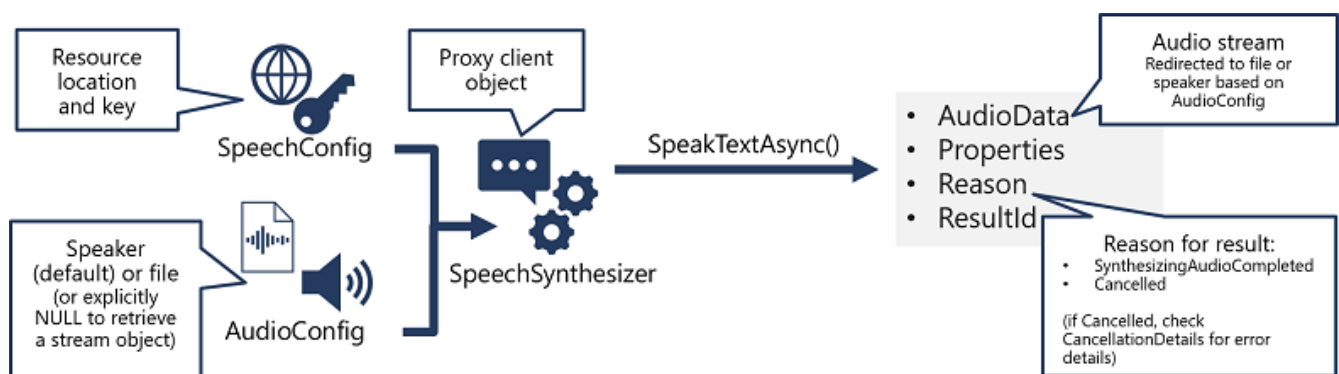 Resource
location
and key
SpeechConfig
Speaker
(default) or file
(or explicitly
NULL to retrieve
a stream object)
AudioConfig
Proxy client
object
SpeechSynthesizer
SpeakTextAsync()
• AudioData
• Properties
• Reason
• ResultId
Audio stream
Redirected to file or
speaker based on
AudioConfig
Reason for result:
• SynthesizingAudioCompleted
• Cancelled
(if Cancelled, check
CancellationDetails for error
details)